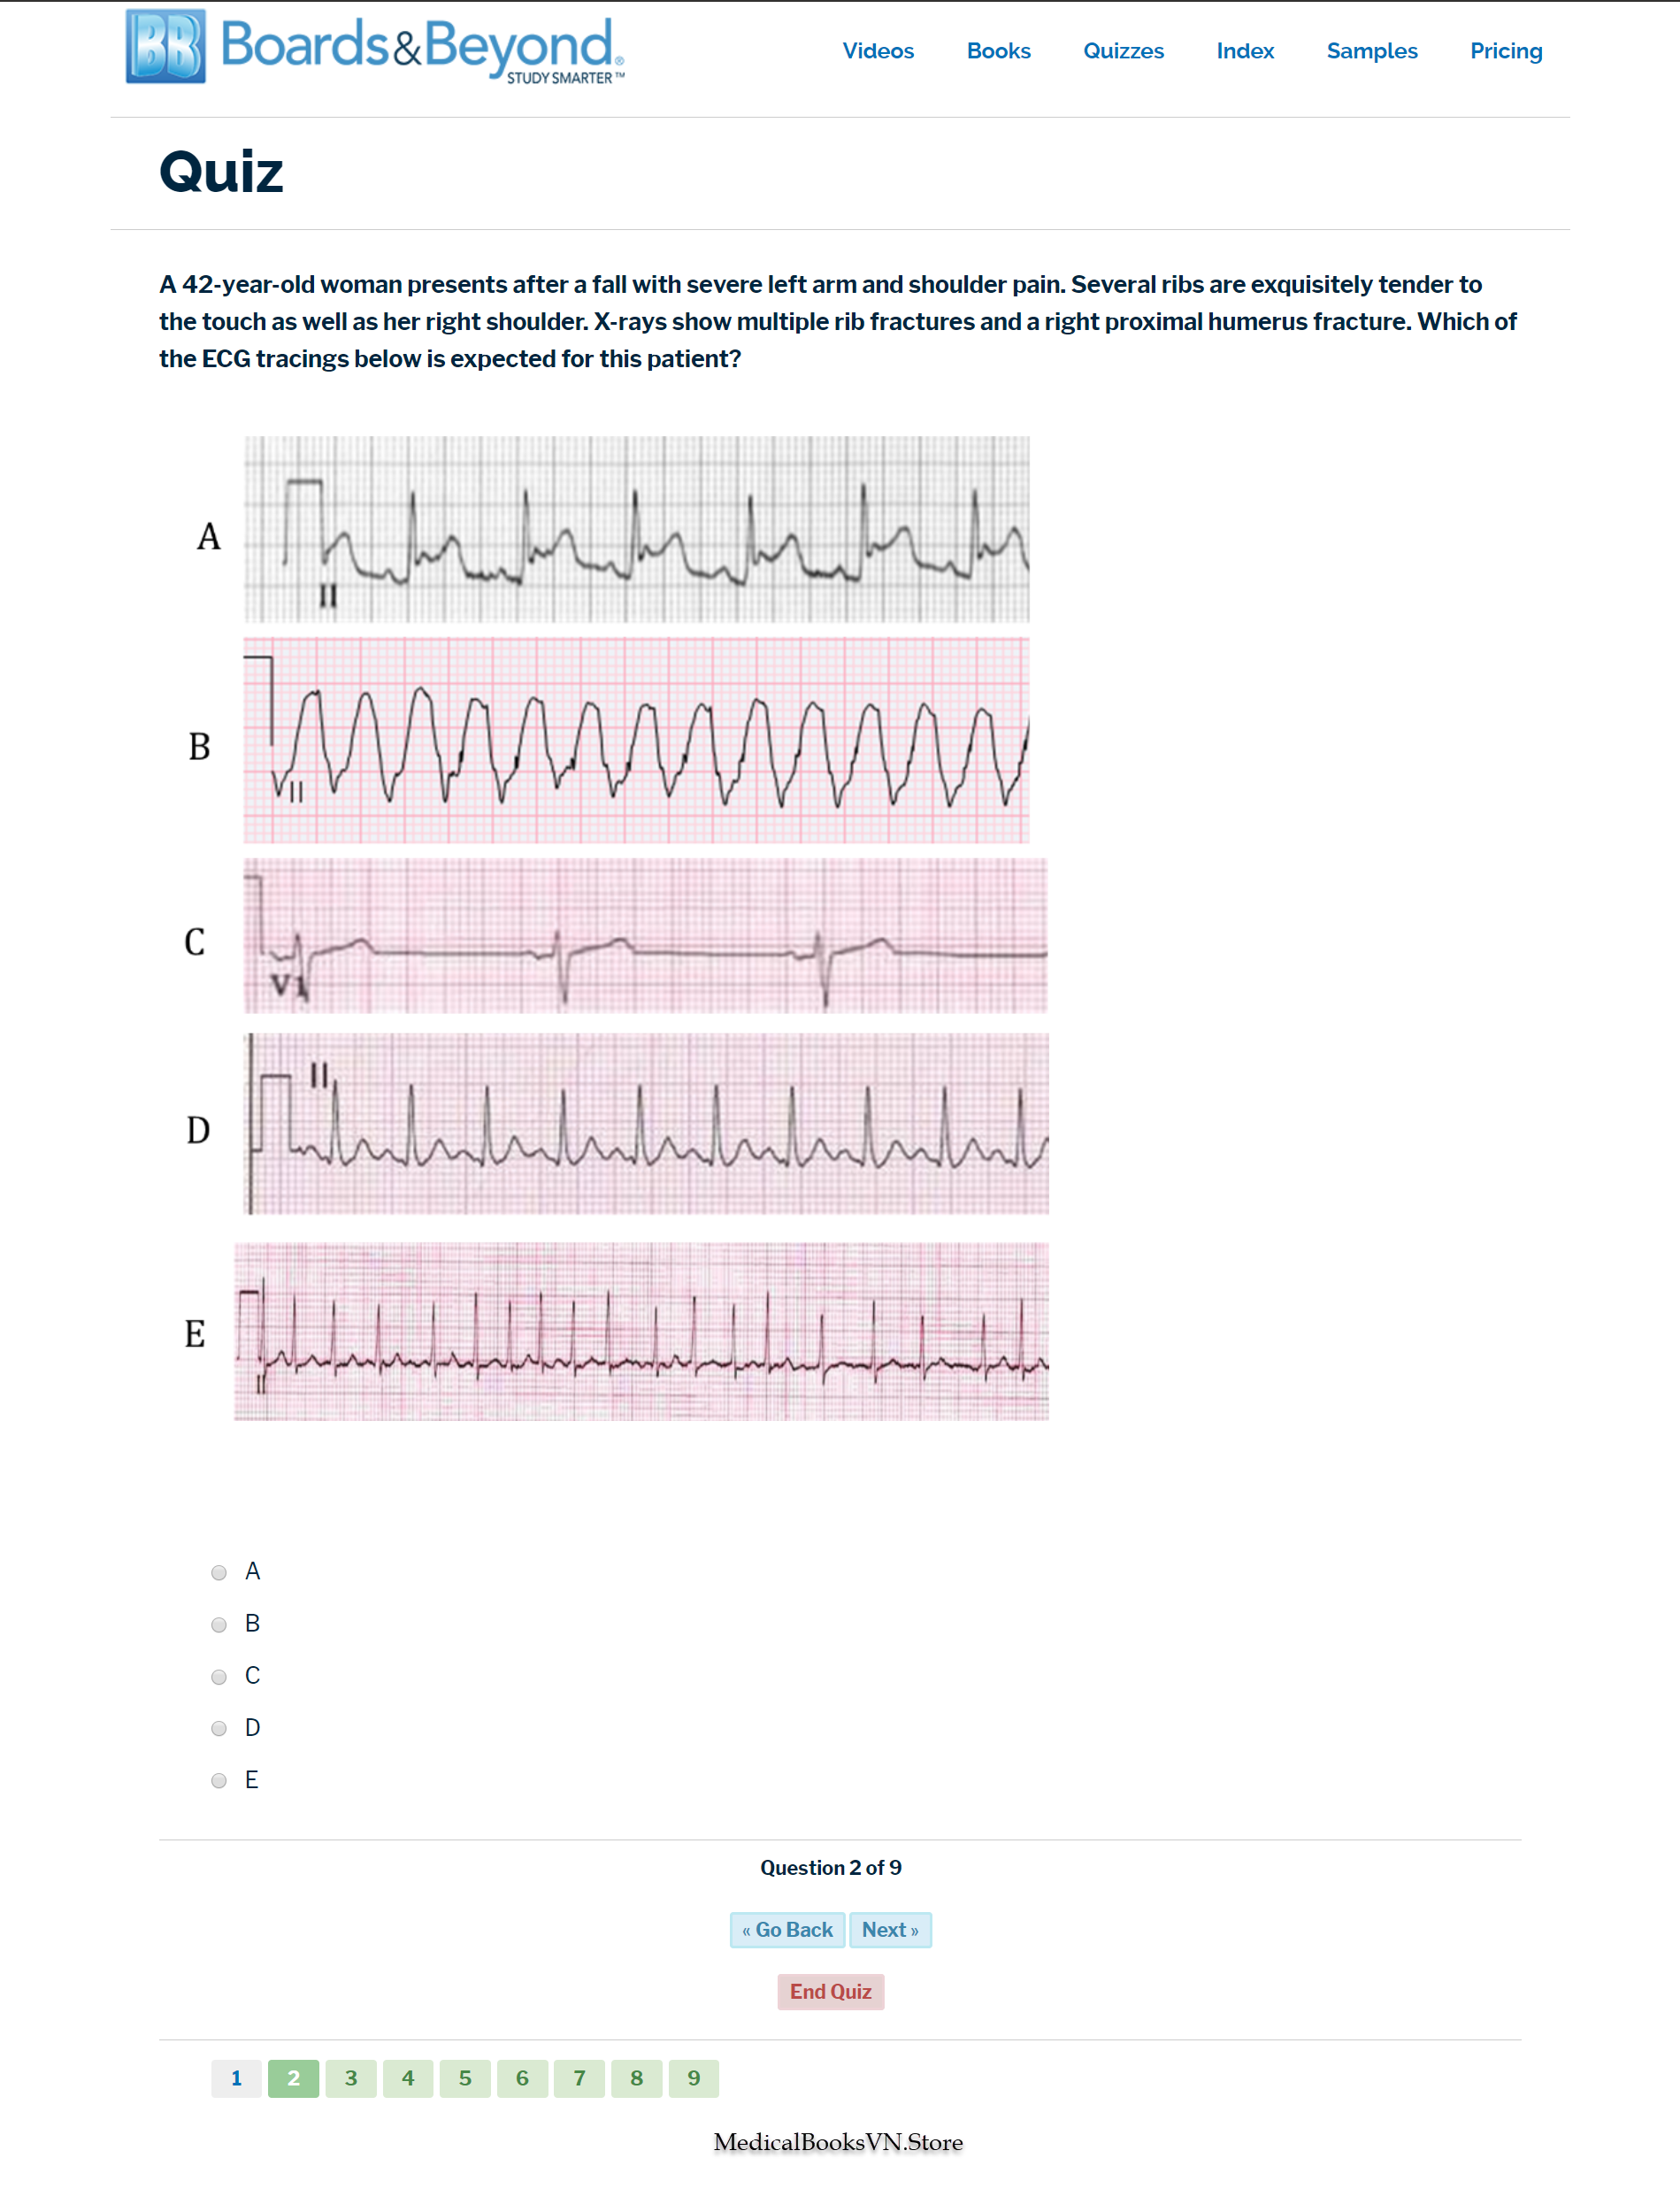 BB Boards&Beyond®
STUDY SMARTER™
Videos Books Quizzes Index Samples Pricing
Quiz
A 42-year-old woman presents after a fall with severe left arm and shoulder pain. Several ribs are exquisitely tender to
the touch as well as her right shoulder. X-rays show multiple rib fractures and a right proximal humerus fracture. Which of
the ECG tracings below is expected for this patient?
A
II
B
II
C
V1
D
II
E
II
A
B
C
D
E
Question 2 of 9
« Go Back Next »
End Quiz
1 2 3 4 5 6 7 8 9
MedicalBooksVN.Store